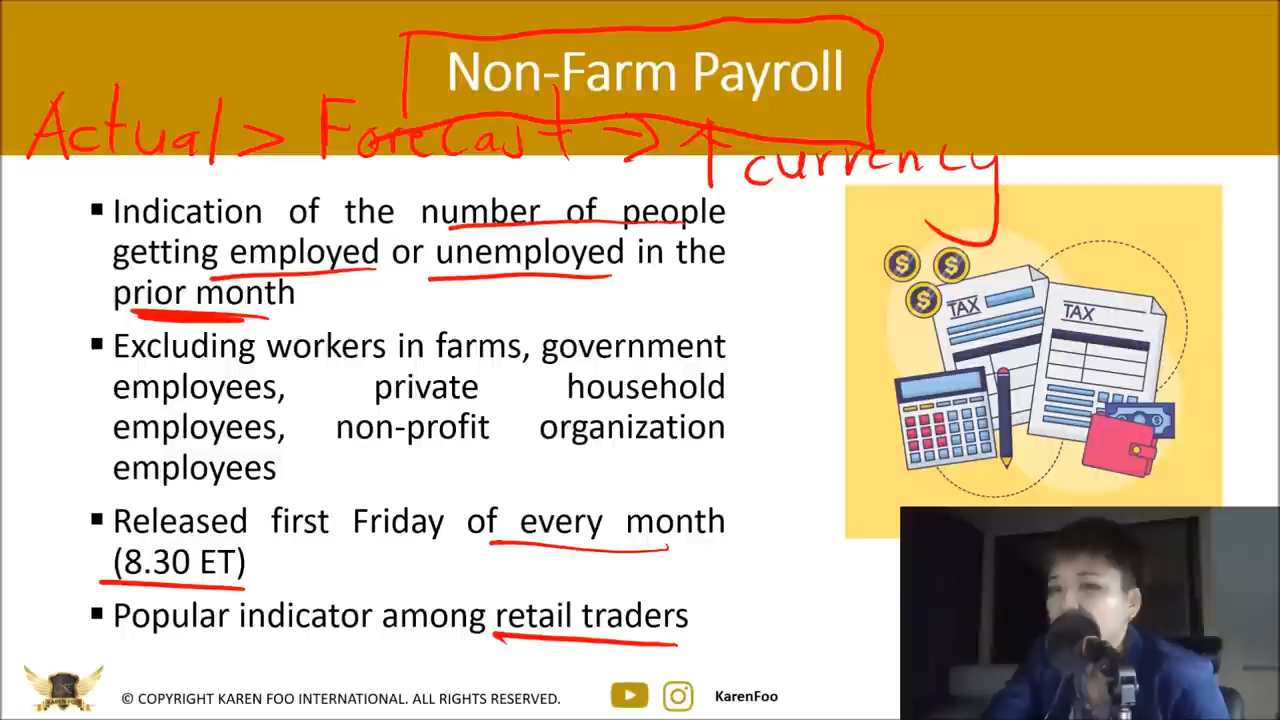 Non-Farm Payroll
Actual > Forecast → ↑ currency
▪ Indication of the number of people
getting employed or unemployed in the
prior month
▪ Excluding workers in farms, government
employees, private household
employees, non-profit organization
employees
▪ Released first Friday of every month
(8.30 ET)
▪ Popular indicator among retail traders
$ $
$
TAX
TAX
KAREN FOO
© COPYRIGHT KAREN FOO INTERNATIONAL. ALL RIGHTS RESERVED.
KarenFoo